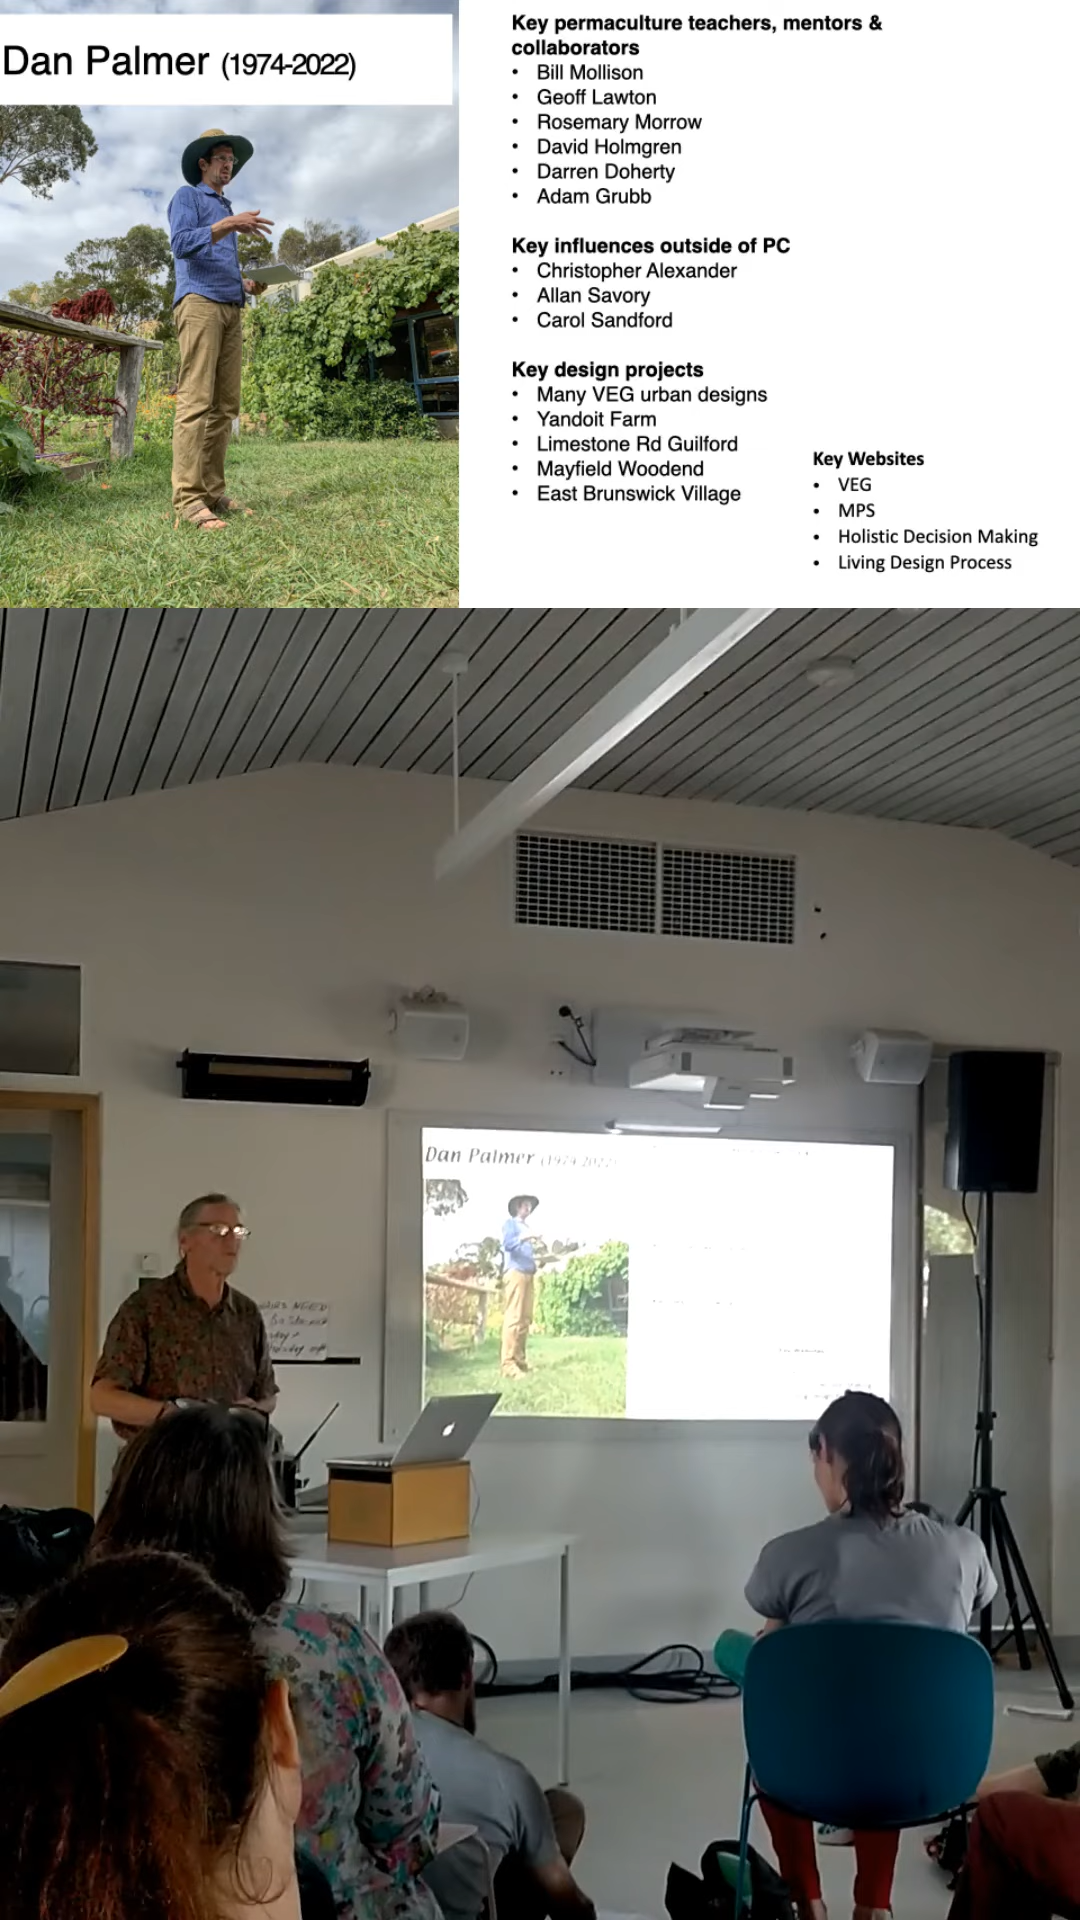 Dan Palmer (1974-2022)
Key permaculture teachers, mentors &
collaborators
• Bill Mollison
• Geoff Lawton
• Rosemary Morrow
• David Holmgren
• Darren Doherty
• Adam Grubb
Key influences outside of PC
• Christopher Alexander
• Allan Savory
• Carol Sandford
Key design projects
• Many VEG urban designs
• Yandoit Farm
• Limestone Rd Guilford
• Mayfield Woodend
• East Brunswick Village
Key Websites
• VEG
• MPS
• Holistic Decision Making
• Living Design Process
Dan Palmer (1974-2022)
NEED